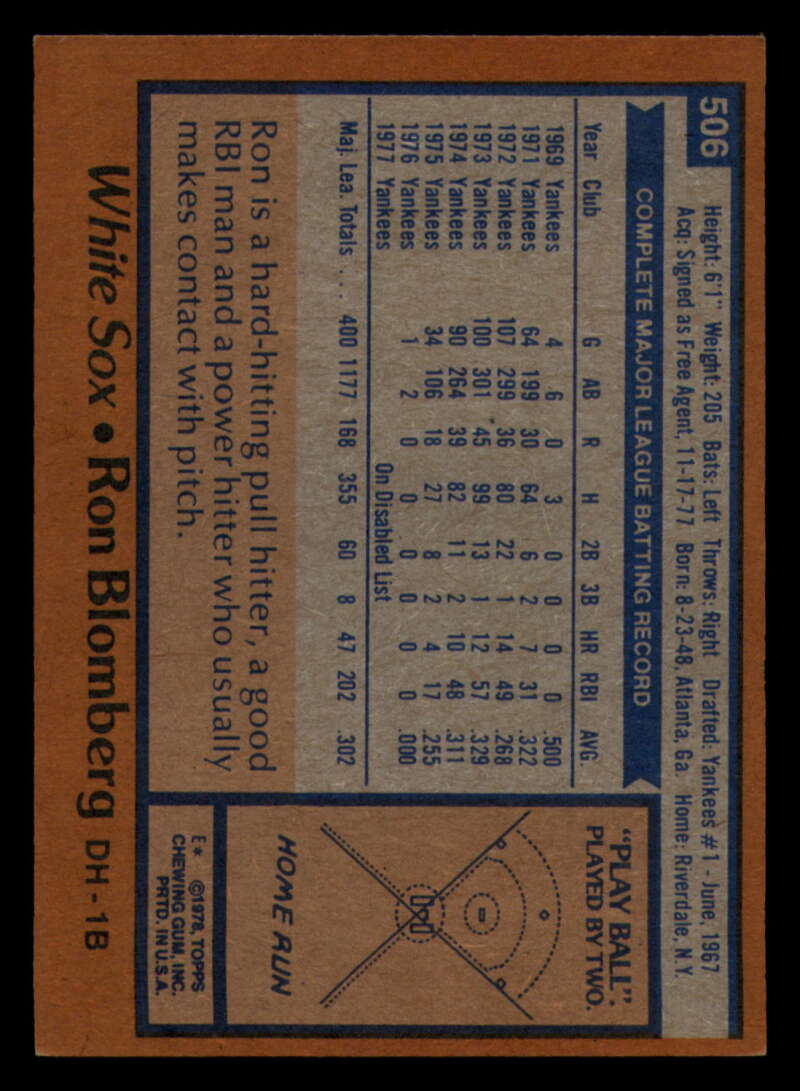 506
Height: 6'1" Weight: 205 Bats: Left Throws: Right Drafted: Yankees #1 - June, 1967
Acq: Signed as Free Agent, 11-17-77 Born: 8-23-48, Atlanta, Ga Home: Riverdale, N.Y.
COMPLETE MAJOR LEAGUE BATTING RECORD
Year Club G AB R H 2B 3B HR RBI AVG.
1969 Yankees 4 6 0 3 0 0 0 0 .500
1971 Yankees 64 199 30 64 6 2 7 31 .322
1972 Yankees 107 299 36 80 22 1 14 49 .268
1973 Yankees 100 301 45 99 13 1 12 57 .329
1974 Yankees 90 264 39 82 11 2 10 48 .311
1975 Yankees 34 106 18 27 8 2 4 17 .255
1976 Yankees 1 2 0 0 0 0 0 0 .000
1977 Yankees On Disabled List
Maj. Lea. Totals ... 400 1177 168 355 60 8 47 202 .302
Ron is a hard-hitting pull hitter, a good
RBI man and a power hitter who usually
makes contact with pitch.
"PLAY BALL".
PLAYED BY TWO.
HOME RUN
E* ©1978, TOPPS
CHEWING GUM, INC.
PRTD. IN U.S.A.
White Sox • Ron Blomberg DH - 1B